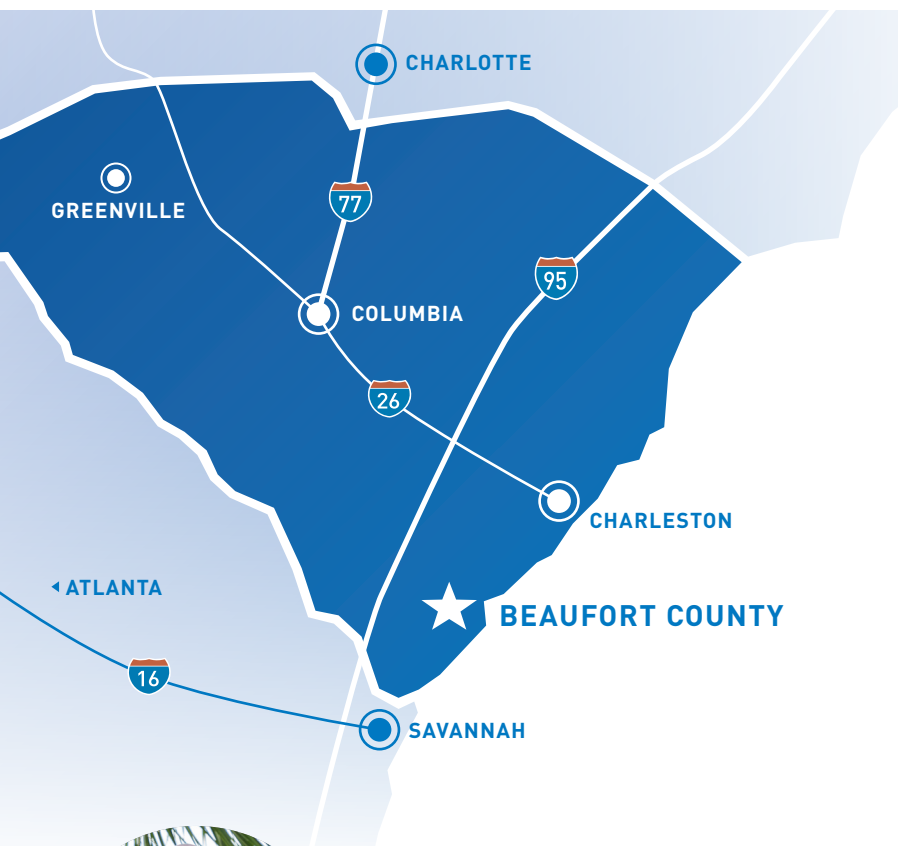 CHARLOTTE
GREENVILLE
77
95
COLUMBIA
26
CHARLESTON
ATLANTA
BEAUFORT COUNTY
16
SAVANNAH